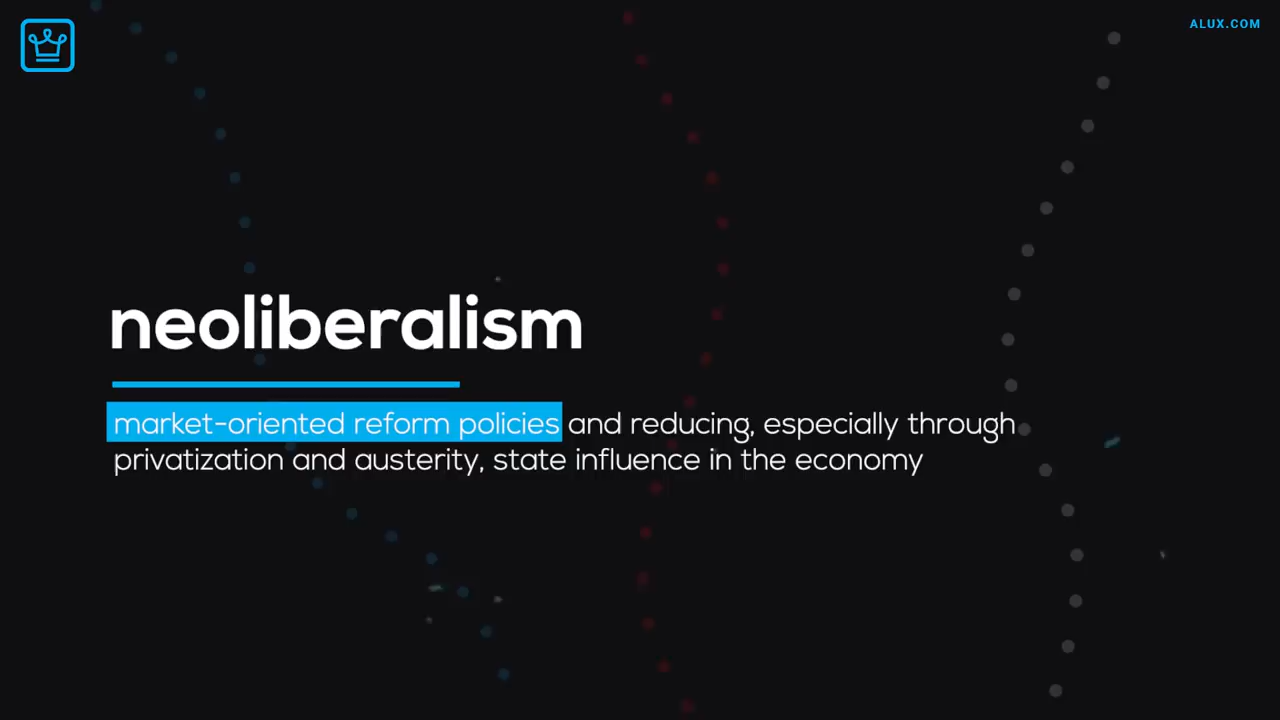 ALUX.COM
neoliberalism
market-oriented reform policies and reducing, especially through
privatization and austerity, state influence in the economy